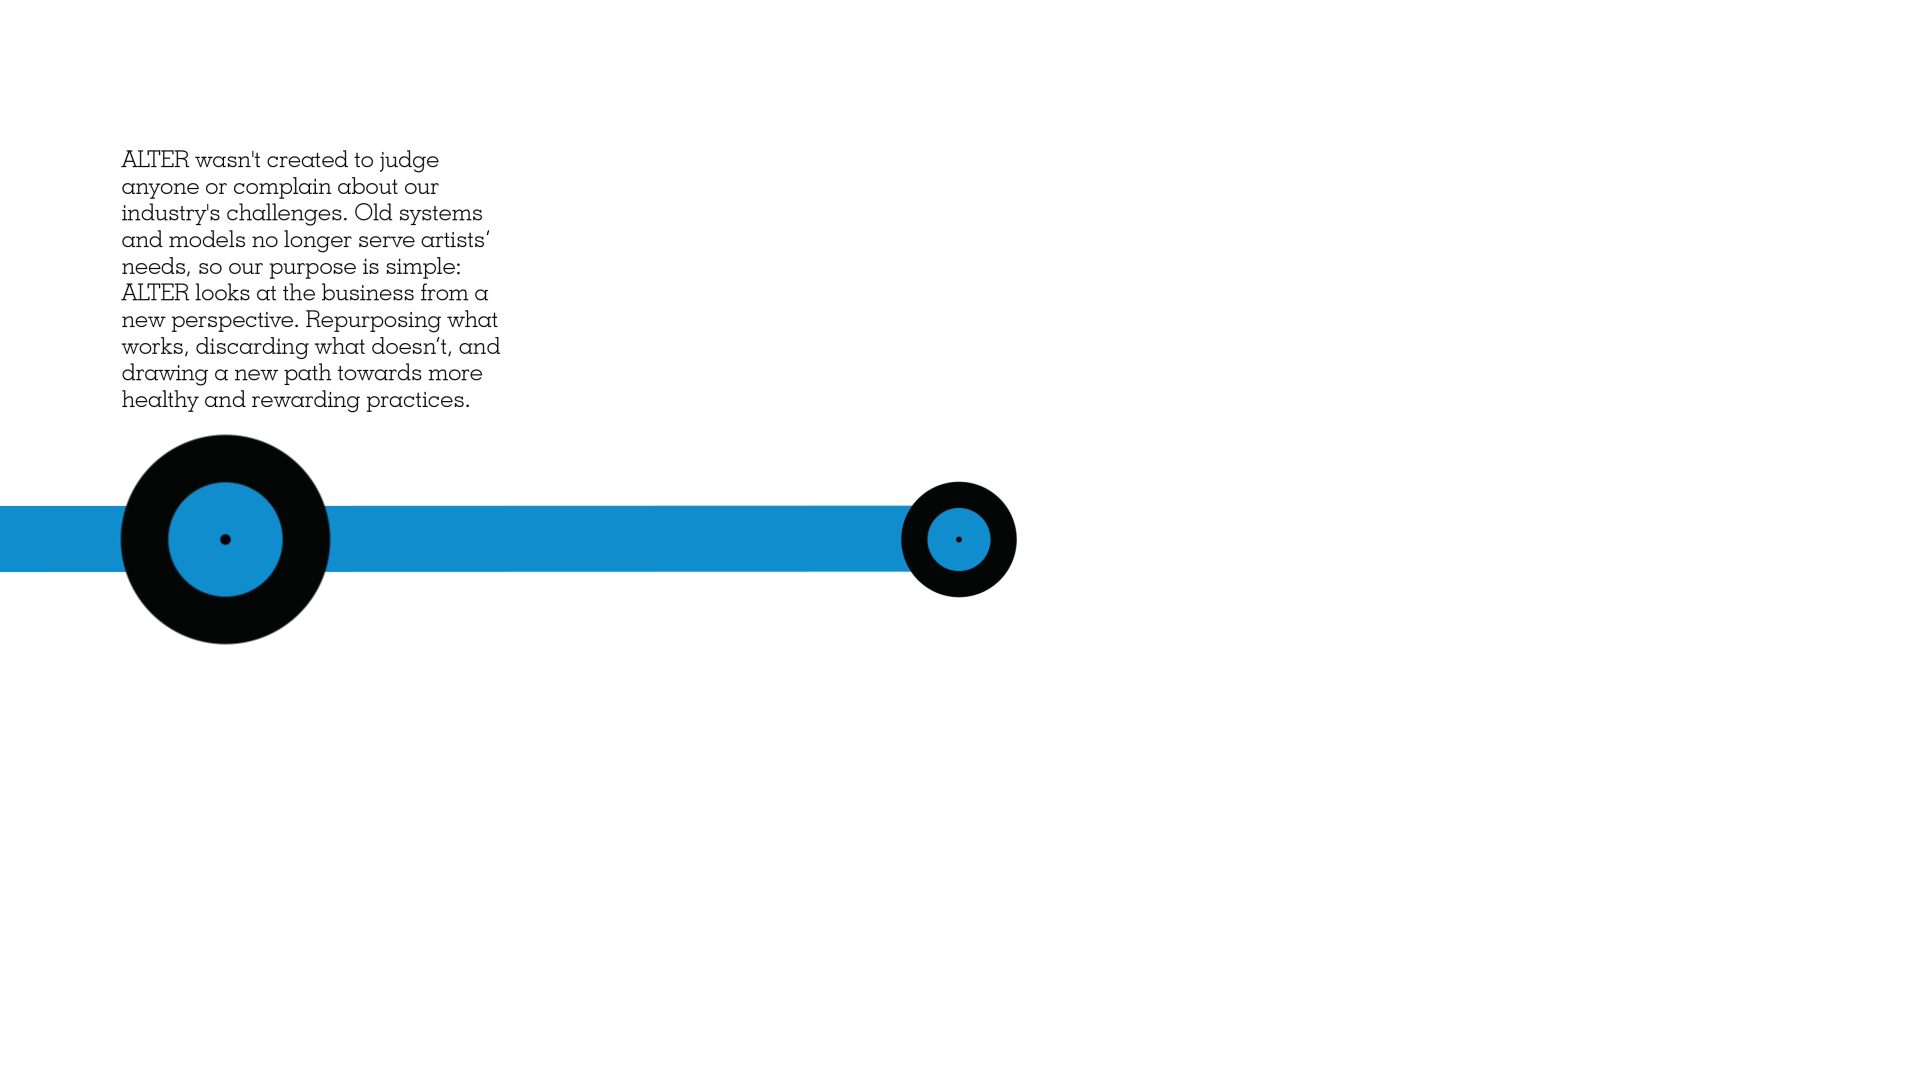 ALTER wasn't created to judge
anyone or complain about our
industry's challenges. Old systems
and models no longer serve artists’
needs, so our purpose is simple:
ALTER looks at the business from a
new perspective. Repurposing what
works, discarding what doesn’t, and
drawing a new path towards more
healthy and rewarding practices.